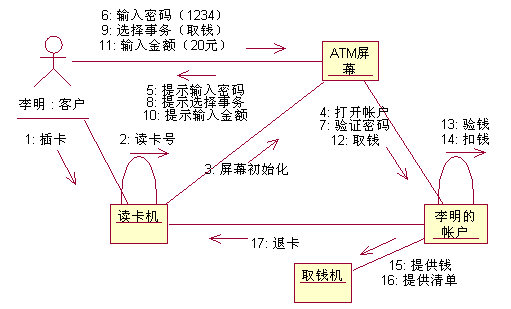 6: 输入密码（1234）
9: 选择事务（取钱）
11: 输入金额（20元）
ATM屏
幕
5: 提示输入密码
8: 提示选择事务
10: 提示输入金额
李明 : 客户
4: 打开帐户
7: 验证密码
12: 取钱
13: 验钱
14: 扣钱
1: 插卡
2: 读卡号
3: 屏幕初始化
读卡机
李明的
帐户
17: 退卡
取钱机
15: 提供钱
16: 提供清单